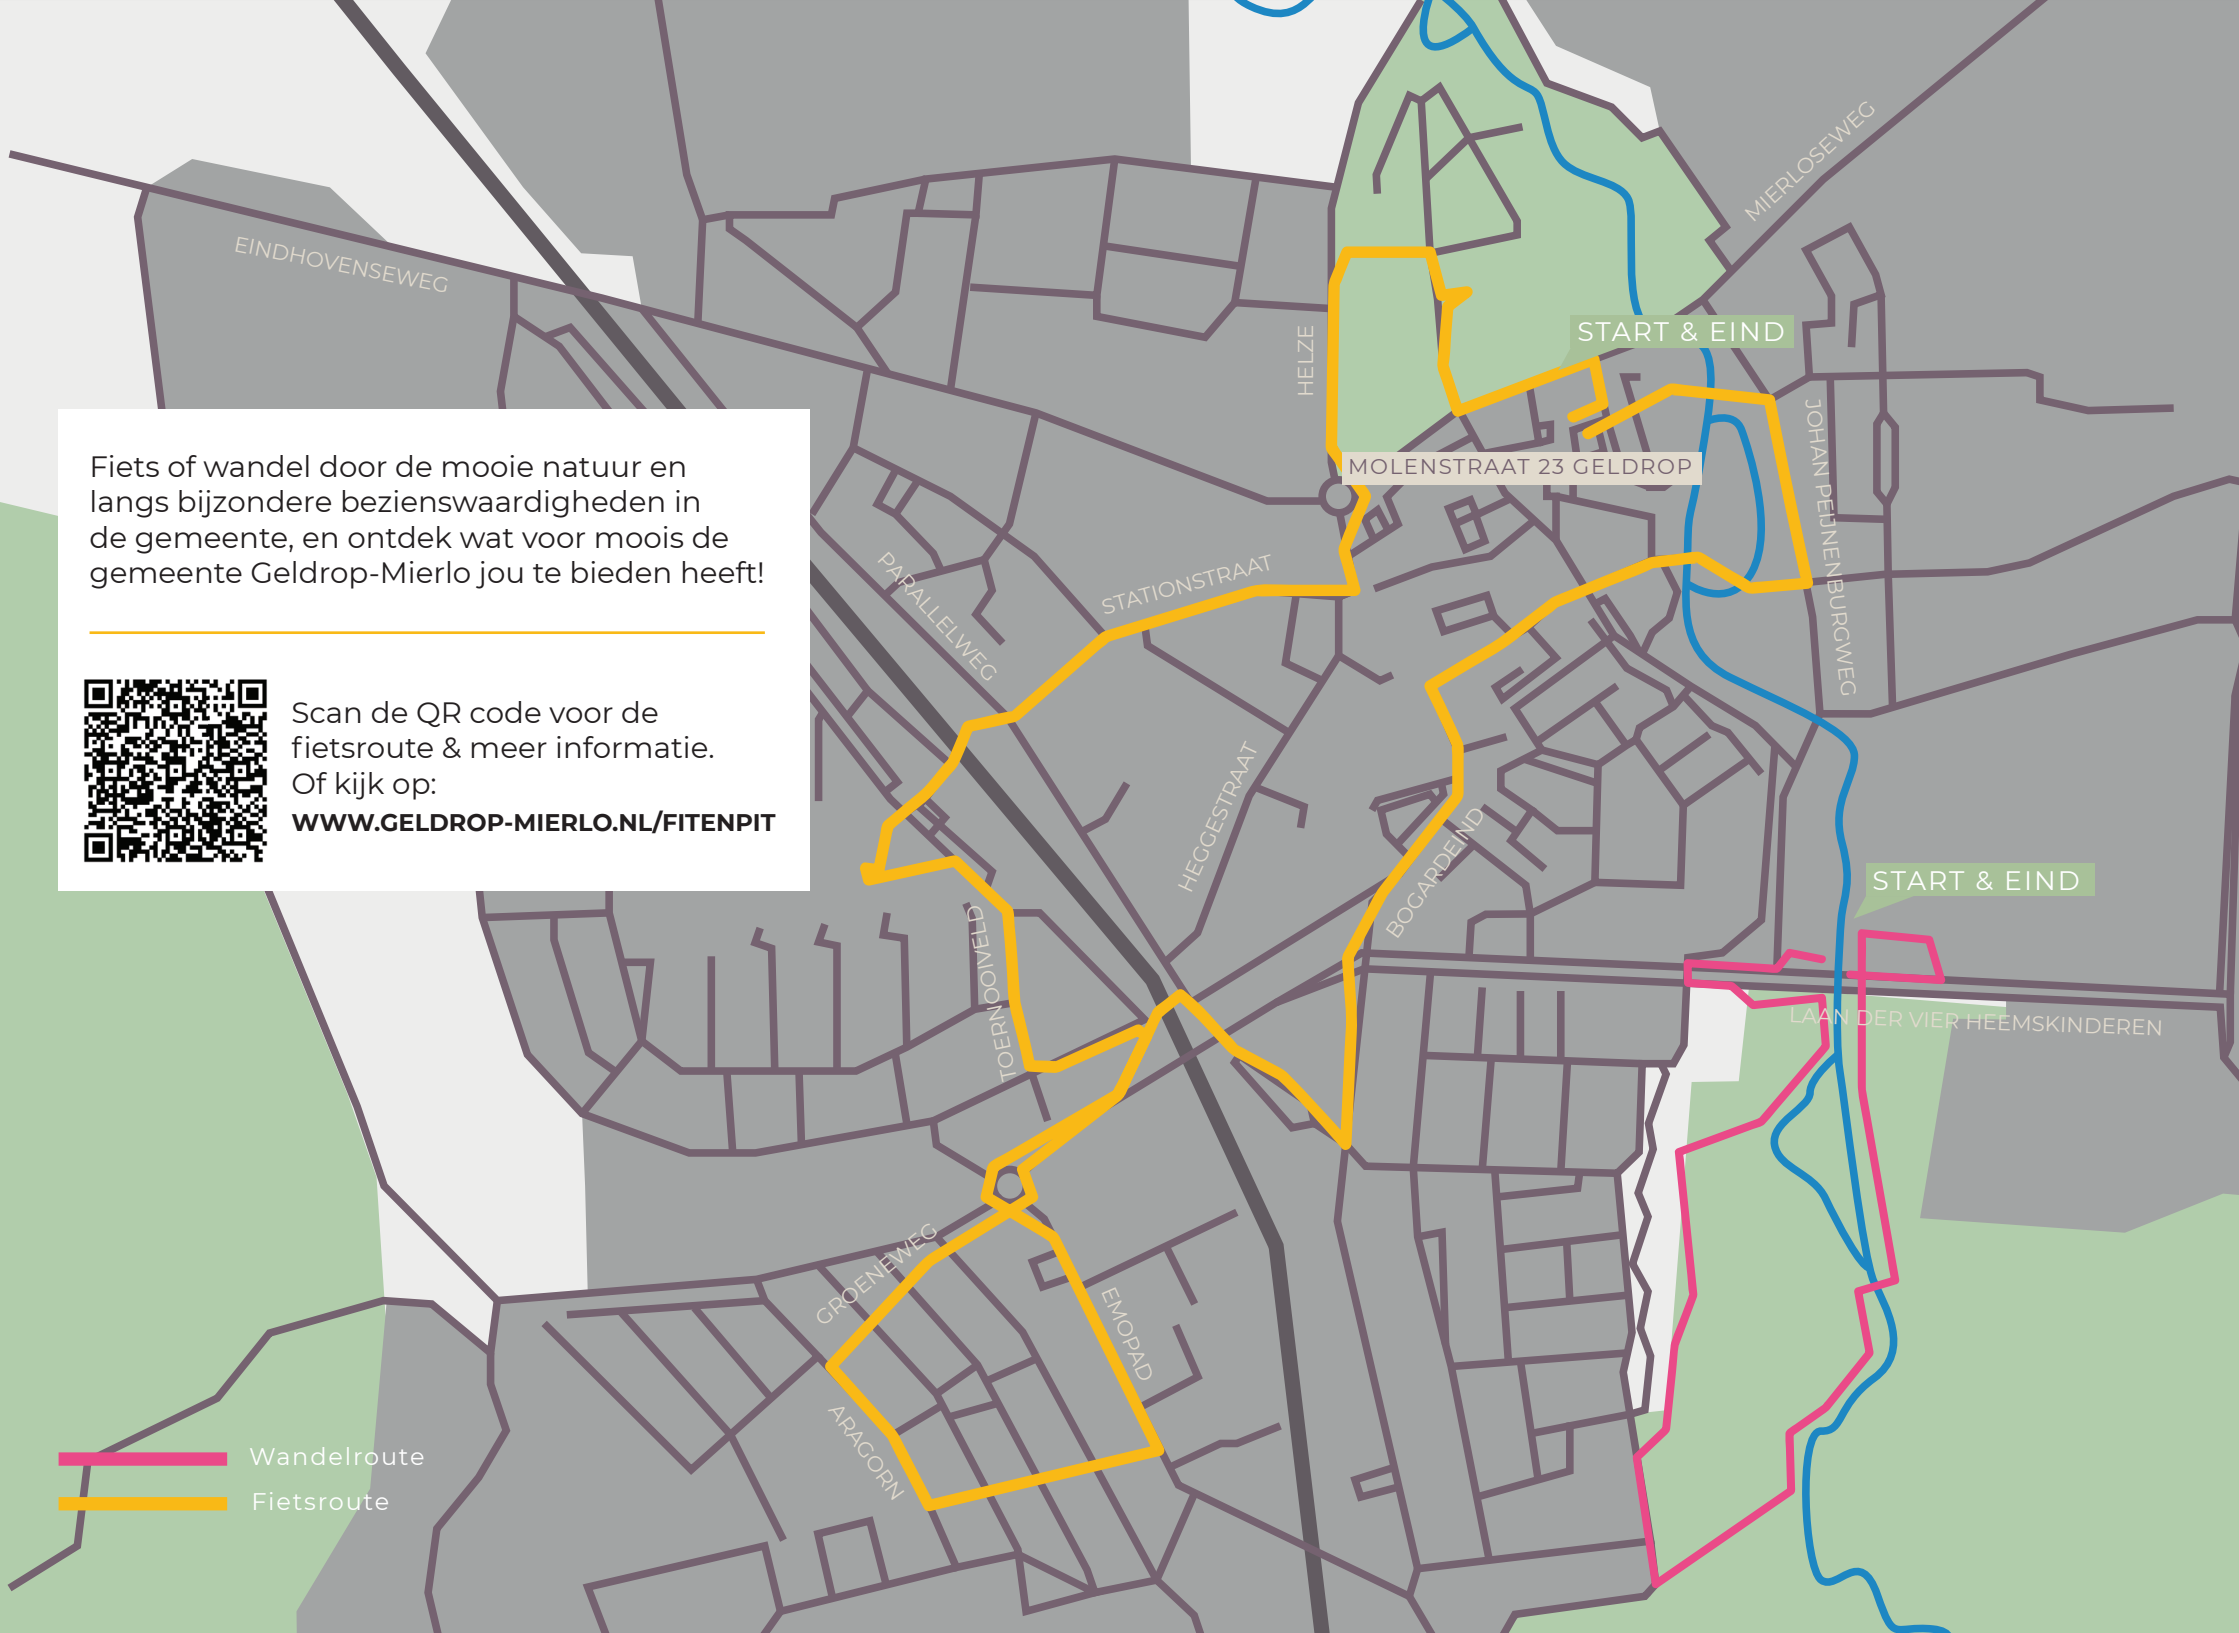 MIERLOSEWEG
EINDHOVENSEWEG
START & EIND
HELZE
MOLENSTRAAT 23 GELDROP
JOHAN PEIJNENBURGWEG
Fiets of wandel door de mooie natuur en
langs bijzondere bezienswaardigheden in
de gemeente, en ontdek wat voor moois de
gemeente Geldrop-Mierlo jou te bieden heeft!
Scan de QR code voor de
fietsroute & meer informatie.
Of kijk op:
WWW.GELDROP-MIERLO.NL/FITENPIT
PARALLELWEG
STATIONSTRAAT
HEGGESTRAAT
BOGARDEIND
START & EIND
TOERNOOIVELD
LAAN DER VIER HEEMSKINDEREN
GROENEWEG
EMOPAD
ARAGORN
Wandelroute
Fietsroute